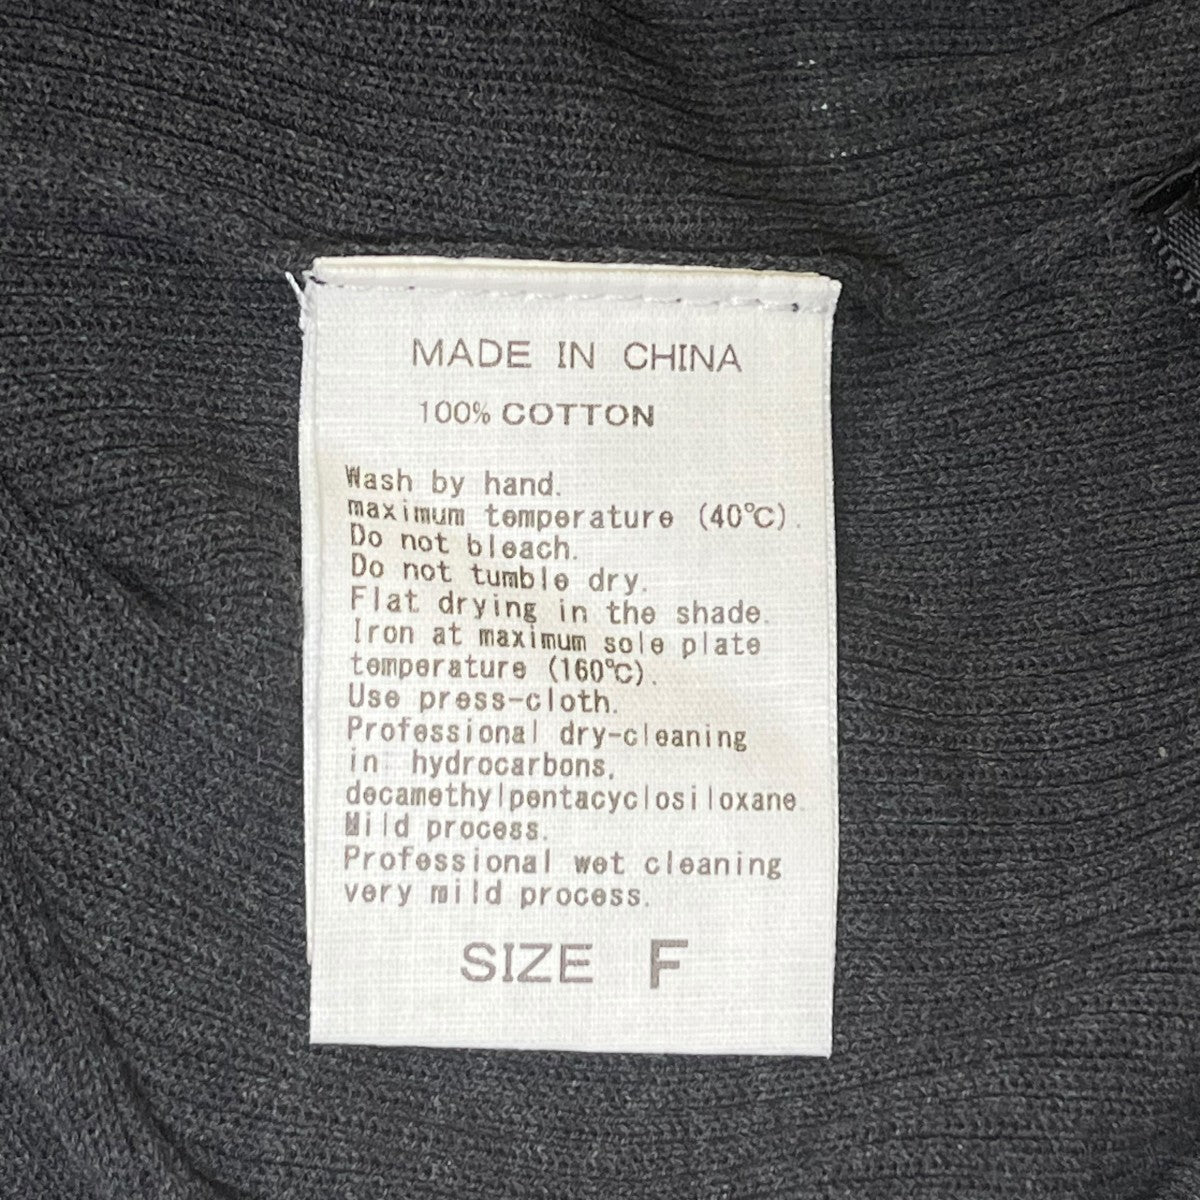 MADE IN CHINA
100% COTTON
Wash by hand.
maximum temperature (40℃).
Do not bleach.
Do not tumble dry.
Flat drying in the shade.
Iron at maximum sole plate
temperature (160℃).
Use press-cloth.
Professional dry-cleaning
in hydrocarbons,
decamethylpentacyclosiloxane.
Mild process.
Professional wet cleaning
very mild process.
SIZE F